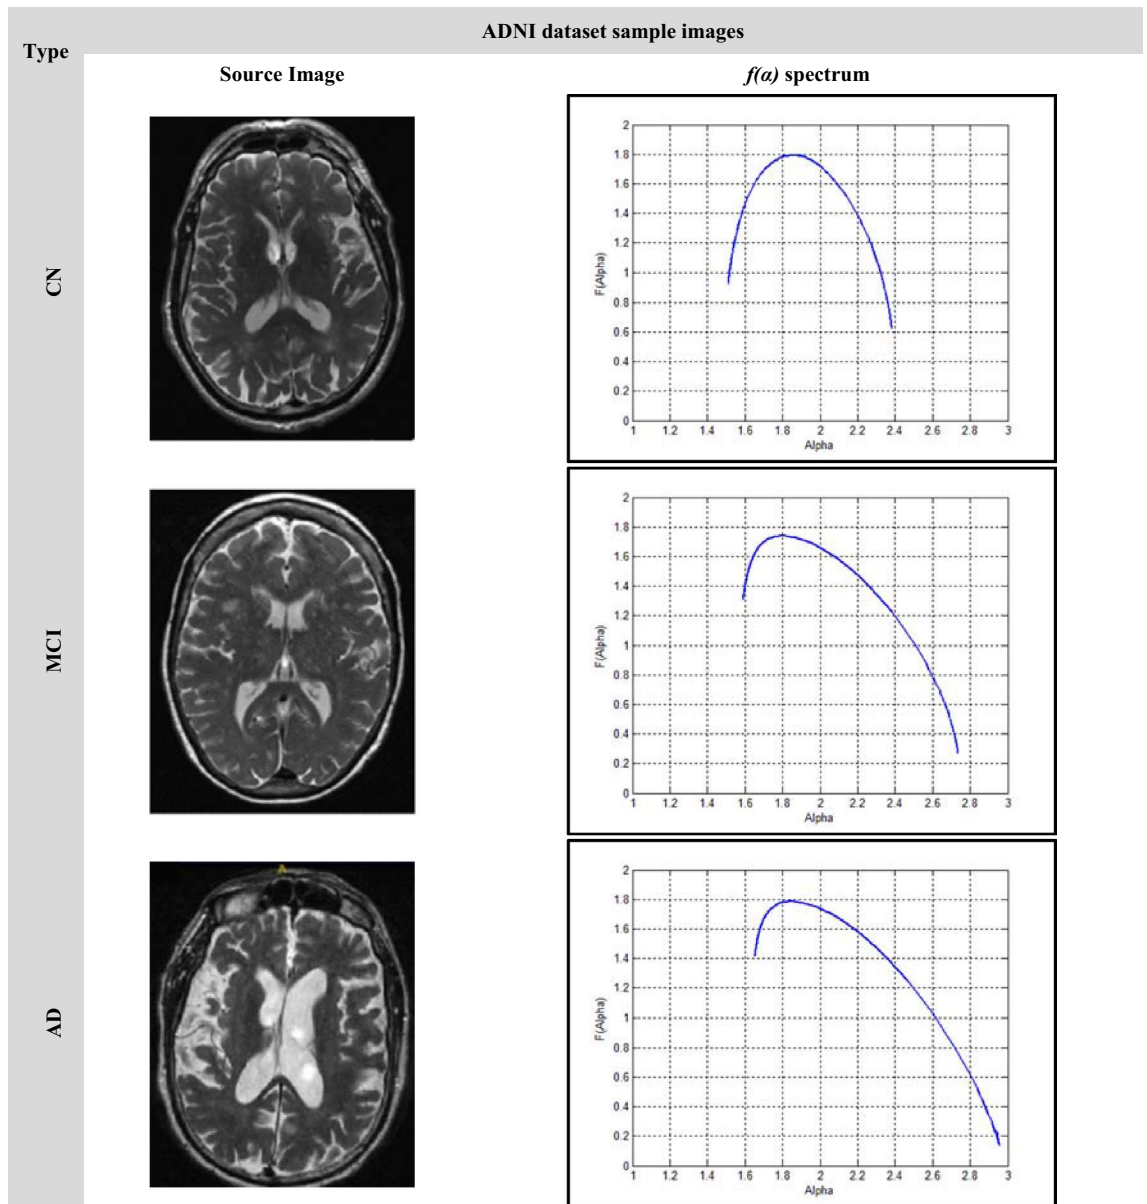 ADNI dataset sample images
Type
Source Image
f(α) spectrum
CN
2
1.8
1.6
1.4
1.2
1
0.8
0.6
0.4
0.2
0
F(Alpha)
1 1.2 1.4 1.6 1.8 2 2.2 2.4 2.6 2.8 3
Alpha
MCI
2
1.8
1.6
1.4
1.2
1
0.8
0.6
0.4
0.2
0
F(Alpha)
1 1.2 1.4 1.6 1.8 2 2.2 2.4 2.6 2.8 3
Alpha
AD
A
2
1.8
1.6
1.4
1.2
1
0.8
0.6
0.4
0.2
0
F(Alpha)
1 1.2 1.4 1.6 1.8 2 2.2 2.4 2.6 2.8 3
Alpha